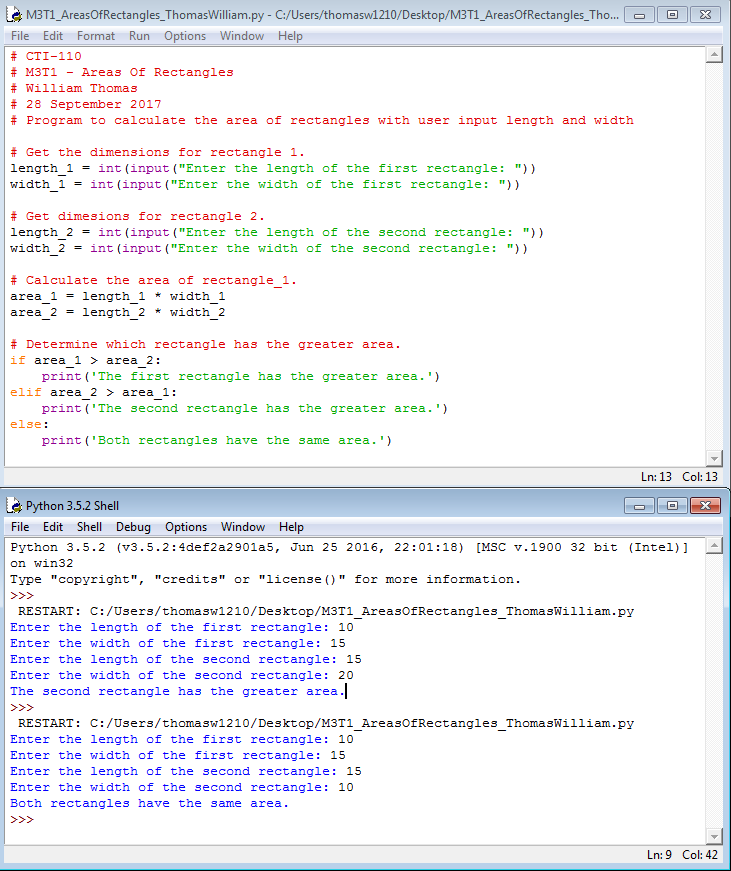 M3T1_AreasOfRectangles_ThomasWilliam.py - C:/Users/thomasw1210/Desktop/M3T1_AreasOfRectangles_Tho...
File Edit Format Run Options Window Help
# CTI-110
# M3T1 - Areas Of Rectangles
# William Thomas
# 28 September 2017
# Program to calculate the area of rectangles with user input length and width

# Get the dimensions for rectangle 1.
length_1 = int(input("Enter the length of the first rectangle: "))
width_1 = int(input("Enter the width of the first rectangle: "))

# Get dimesions for rectangle 2.
length_2 = int(input("Enter the length of the second rectangle: "))
width_2 = int(input("Enter the width of the second rectangle: "))

# Calculate the area of rectangle_1.
area_1 = length_1 * width_1
area_2 = length_2 * width_2

# Determine which rectangle has the greater area.
if area_1 > area_2:
    print('The first rectangle has the greater area.')
elif area_2 > area_1:
    print('The second rectangle has the greater area.')
else:
    print('Both rectangles have the same area.')
Ln: 13 Col: 13
Python 3.5.2 Shell
File Edit Shell Debug Options Window Help
Python 3.5.2 (v3.5.2:4def2a2901a5, Jun 25 2016, 22:01:18) [MSC v.1900 32 bit (Intel)]
on win32
Type "copyright", "credits" or "license()" for more information.
>>>
 RESTART: C:/Users/thomasw1210/Desktop/M3T1_AreasOfRectangles_ThomasWilliam.py
Enter the length of the first rectangle: 10
Enter the width of the first rectangle: 15
Enter the length of the second rectangle: 15
Enter the width of the second rectangle: 20
The second rectangle has the greater area.
>>>
 RESTART: C:/Users/thomasw1210/Desktop/M3T1_AreasOfRectangles_ThomasWilliam.py
Enter the length of the first rectangle: 10
Enter the width of the first rectangle: 15
Enter the length of the second rectangle: 15
Enter the width of the second rectangle: 10
Both rectangles have the same area.
>>>
Ln: 9 Col: 42